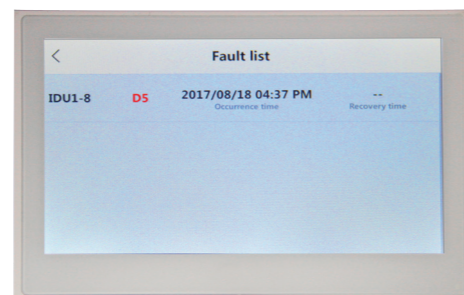 <
Fault list
IDU1-8 D5 2017/08/18 04:37 PM --
Occurrence time Recovery time